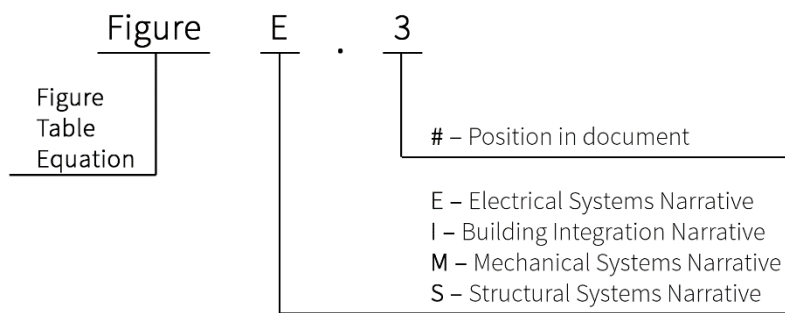 Figure E . 3
Figure
Table
Equation
# – Position in document
E – Electrical Systems Narrative
I – Building Integration Narrative
M – Mechanical Systems Narrative
S – Structural Systems Narrative